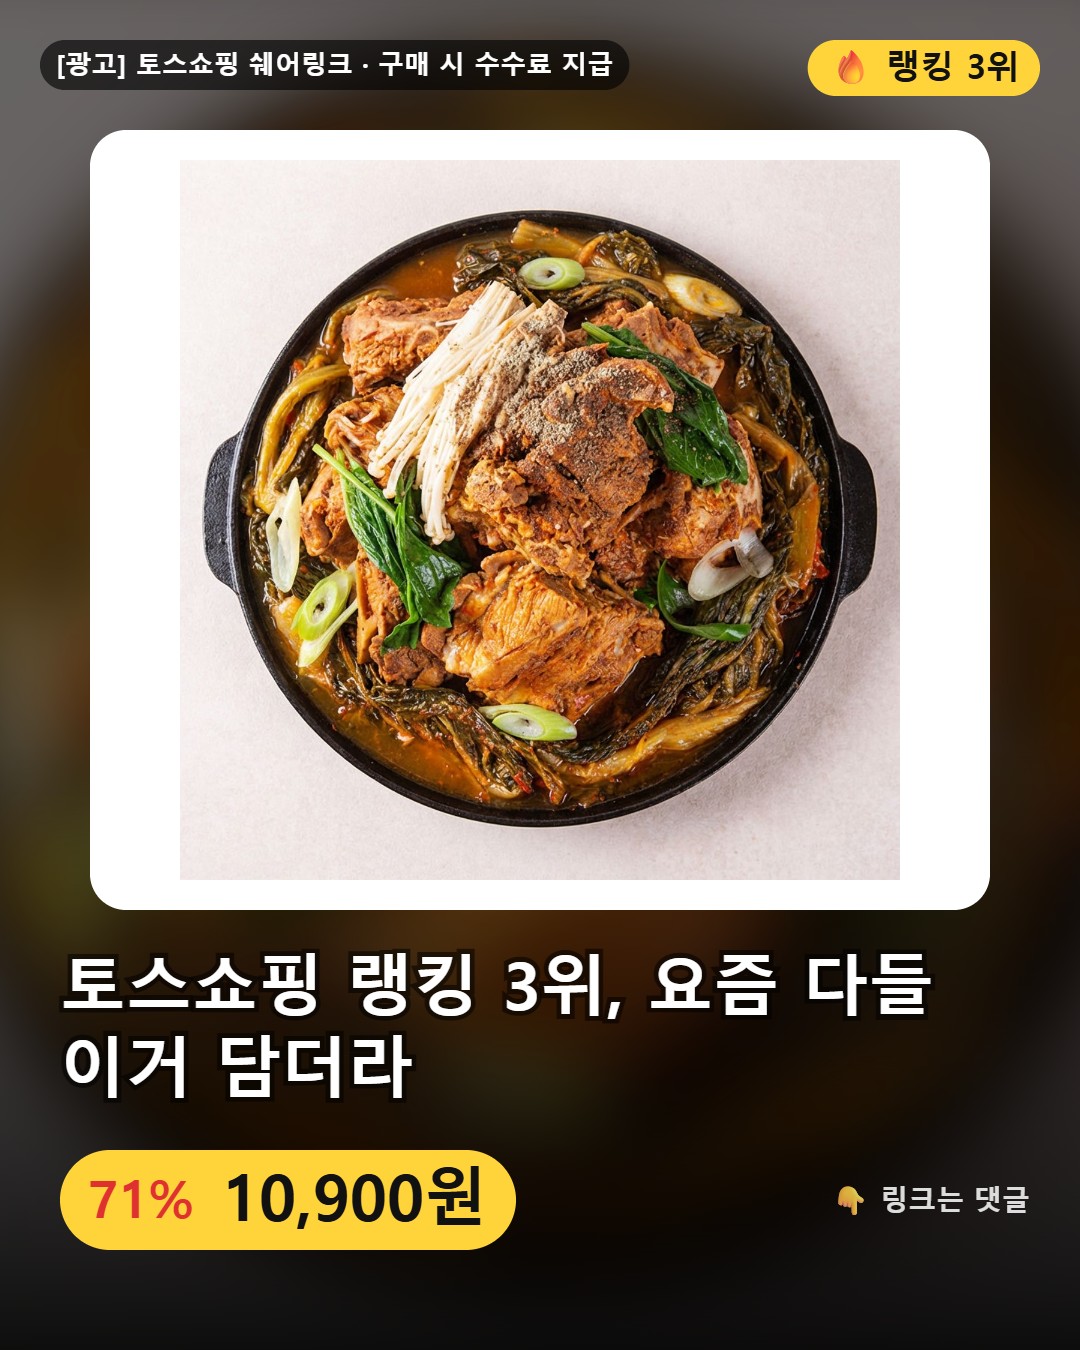 [광고] 토스쇼핑 쉐어링크 · 구매 시 수수료 지급
🔥 랭킹 3위
토스쇼핑 랭킹 3위, 요즘 다들
이거 담더라
71% 10,900원
👇 링크는 댓글